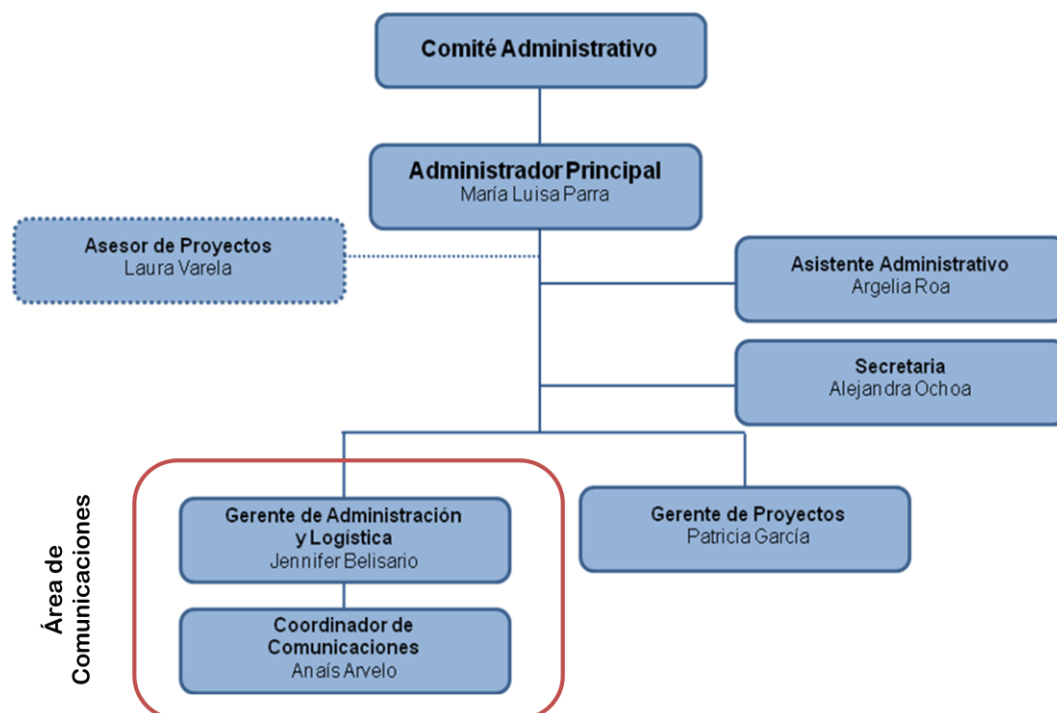 Comité Administrativo
Administrador Principal
María Luisa Parra
Asesor de Proyectos
Laura Varela
Asistente Administrativo
Argelia Roa
Secretaria
Alejandra Ochoa
Área de
Comunicaciones
Gerente de Administración
y Logística
Jennifer Belisario
Coordinador de
Comunicaciones
Anaís Arvelo
Gerente de Proyectos
Patricia García